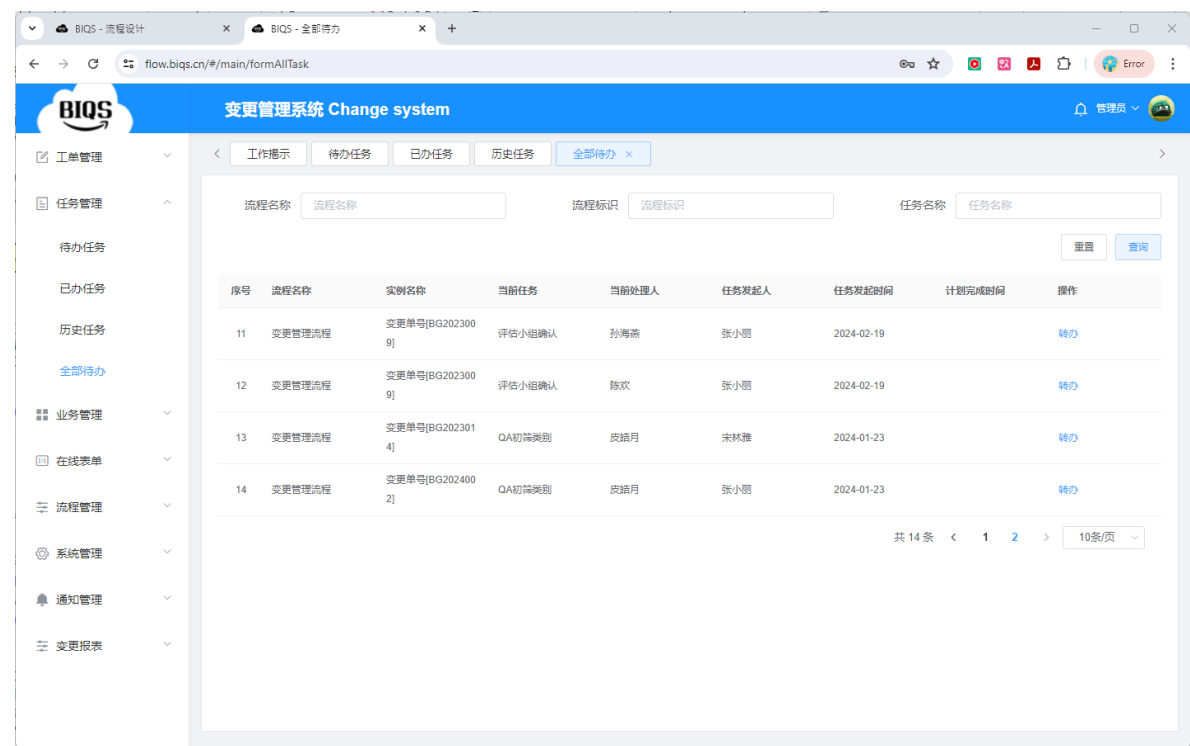 BIQS - 流程设计
BIQS - 全部待办
flow.biqs.cn/#/main/formAllTask
Error
BIQS
变更管理系统 Change system
管理员
工单管理
工作揭示 待办任务 已办任务 历史任务 全部待办
任务管理
流程名称 流程名称 流程标识 流程标识 任务名称 任务名称
待办任务
重置 查询
已办任务
序号 流程名称 实例名称 当前任务 当前处理人 任务发起人 任务发起时间 计划完成时间 操作
历史任务
11 变更管理流程 变更单号[BG202300
9] 评估小组确认 孙海燕 张小丽 2024-02-19 转办
全部待办
12 变更管理流程 变更单号[BG202300
9] 评估小组确认 陈欢 张小丽 2024-02-19 转办
业务管理
13 变更管理流程 变更单号[BG202301
4] QA初筛类别 皮皓月 宋林雅 2024-01-23 转办
在线表单
14 变更管理流程 变更单号[BG202400
2] QA初筛类别 皮皓月 张小丽 2024-01-23 转办
流程管理
共 14 条 1 2 10条/页
系统管理
通知管理
变更报表